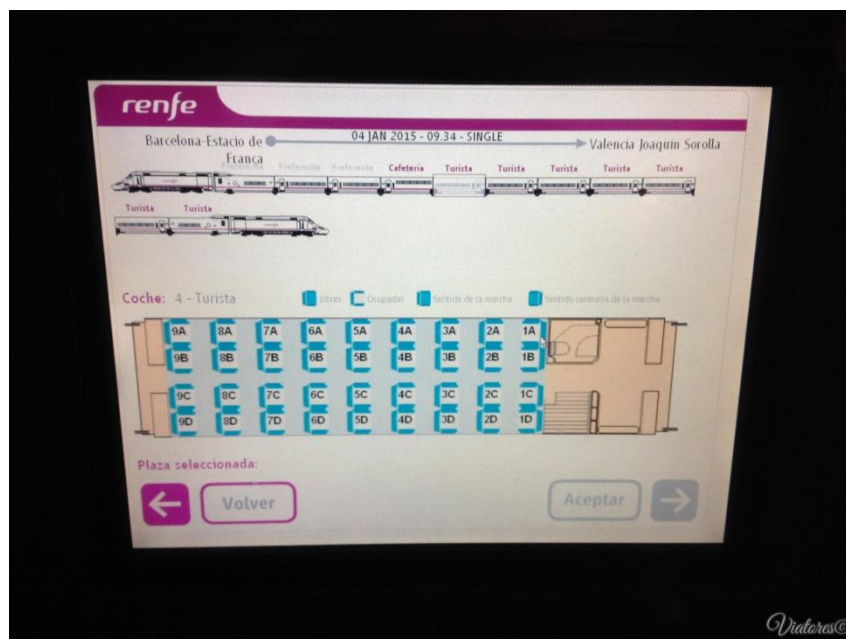 renfe
04 JAN 2015 - 09.34 - SINGLE
Barcelona-Estacio de
França
Valencia Joaquin Sorolla
Preferente Preferente Preferente Cafetería Turista Turista Turista Turista Turista
Turista Turista
Coche: 4 - Turista
Libres Ocupadas Sentido de la marcha Sentido contrario de la marcha
9A 8A 7A 6A 5A 4A 3A 2A 1A
9B 8B 7B 6B 5B 4B 3B 2B 1B
9C 8C 7C 6C 5C 4C 3C 2C 1C
9D 8D 7D 6D 5D 4D 3D 2D 1D
Plaza seleccionada:
Volver
Aceptar
Viatores©